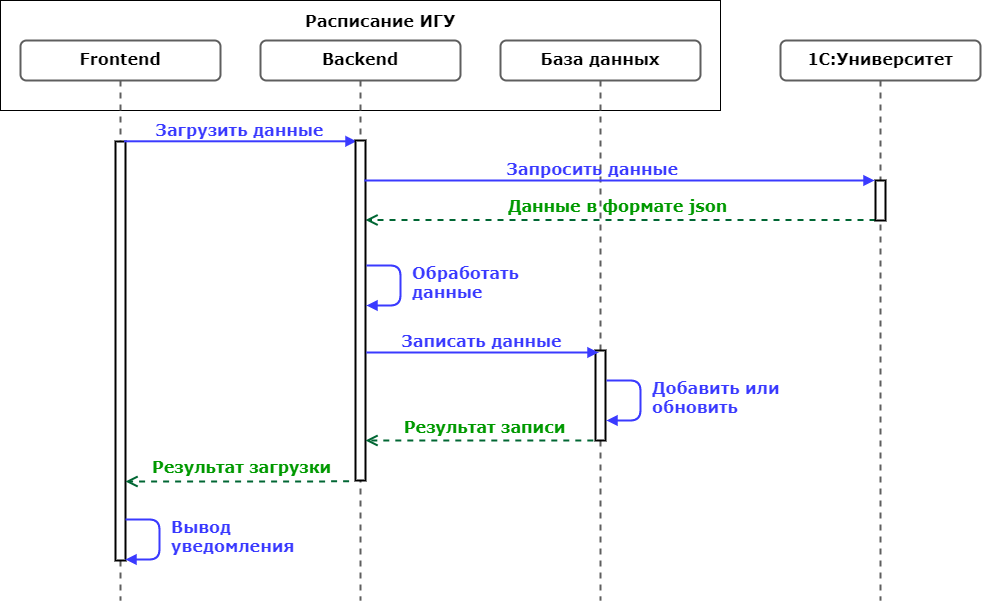 Расписание ИГУ
Frontend
Backend
База данных
1С:Университет
Загрузить данные
Запросить данные
Данные в формате json
Обработать
данные
Записать данные
Добавить или
обновить
Результат записи
Результат загрузки
Вывод
уведомления